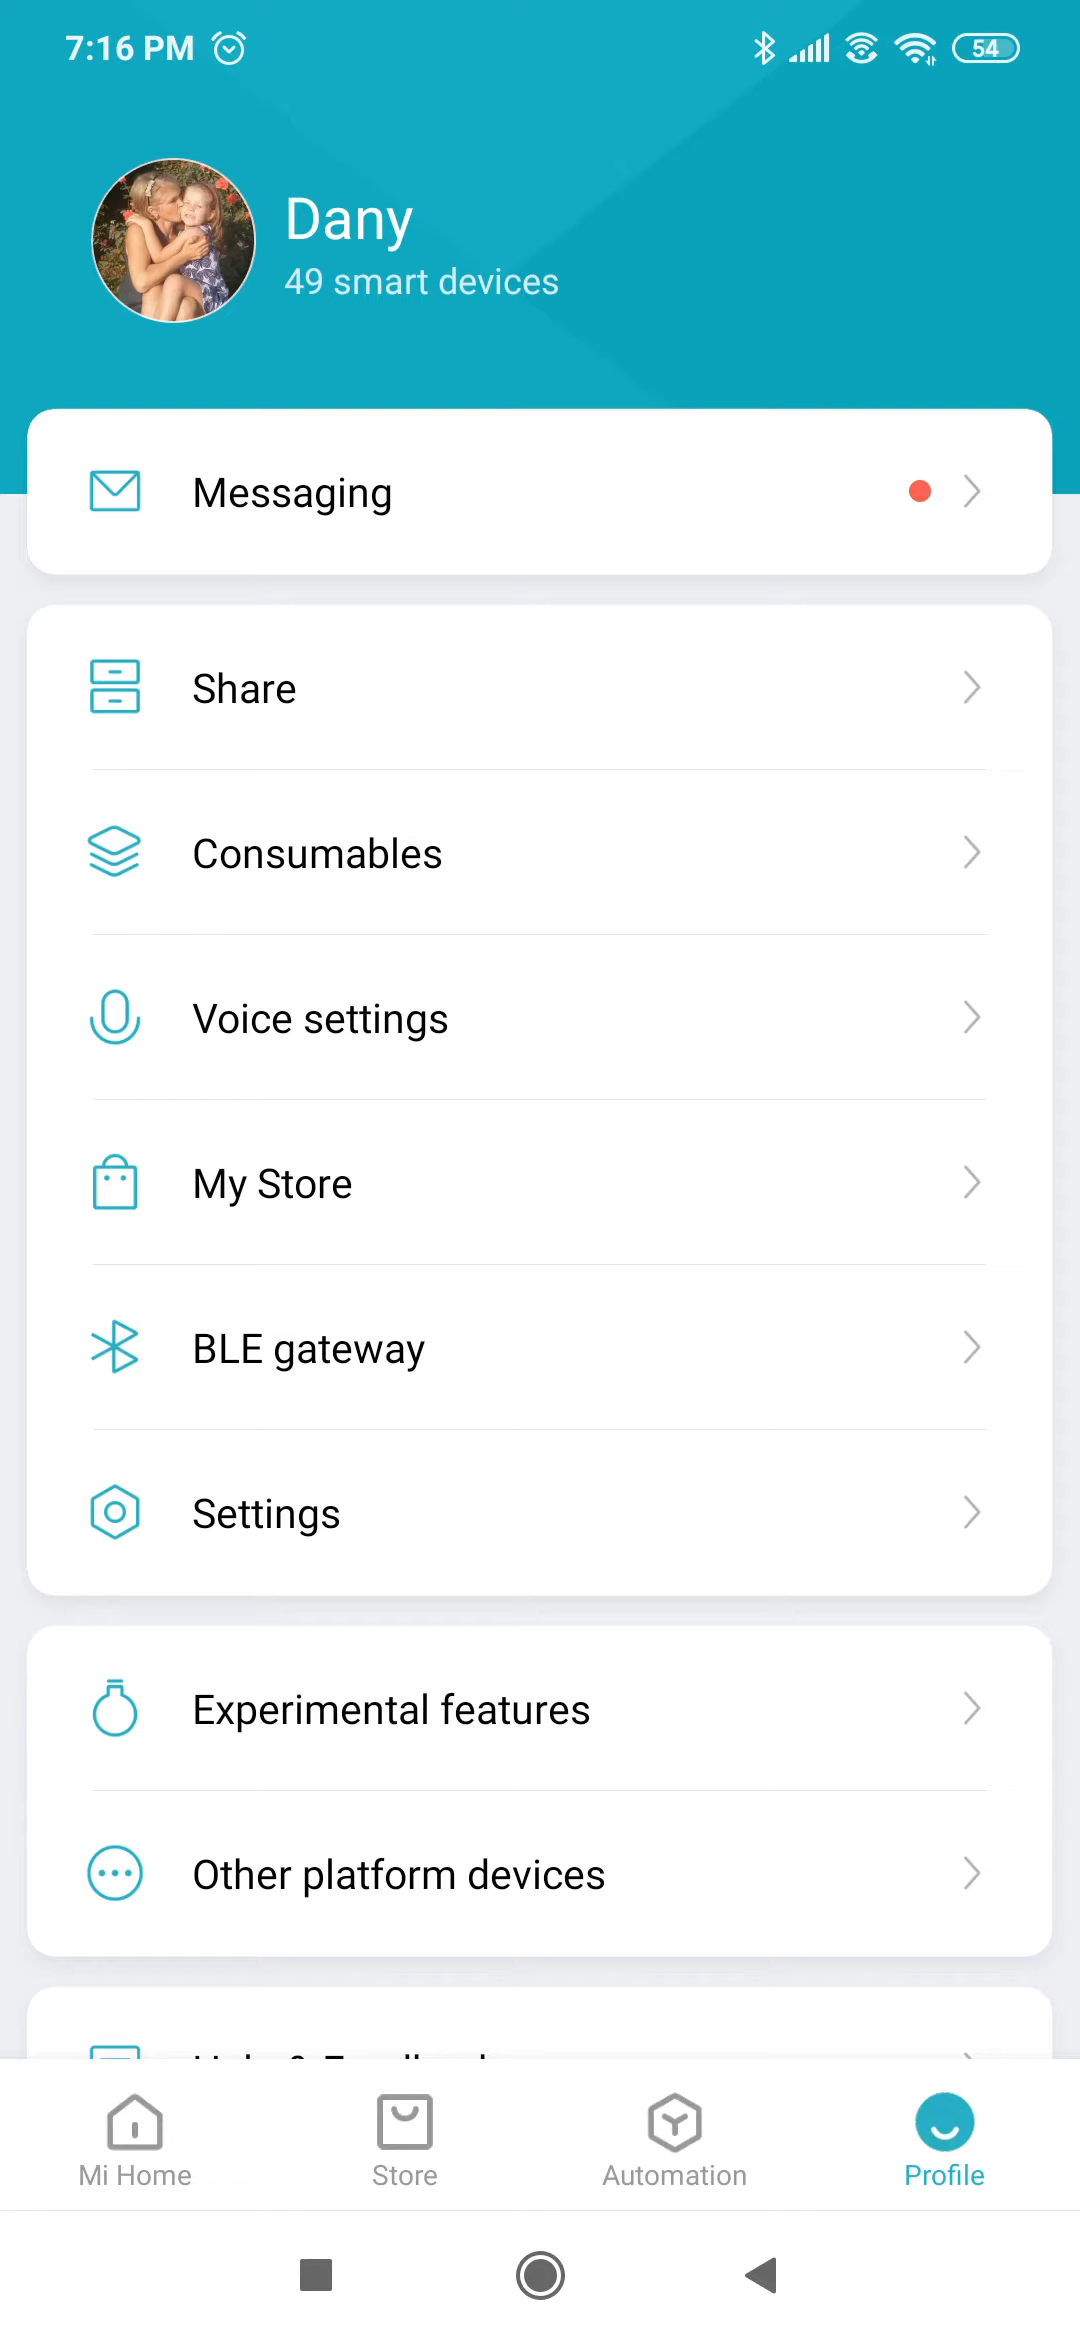 7:16 PM
54
Dany
49 smart devices
Messaging
Share
Consumables
Voice settings
My Store
BLE gateway
Settings
Experimental features
Other platform devices
Mi Home
Store
Automation
Profile